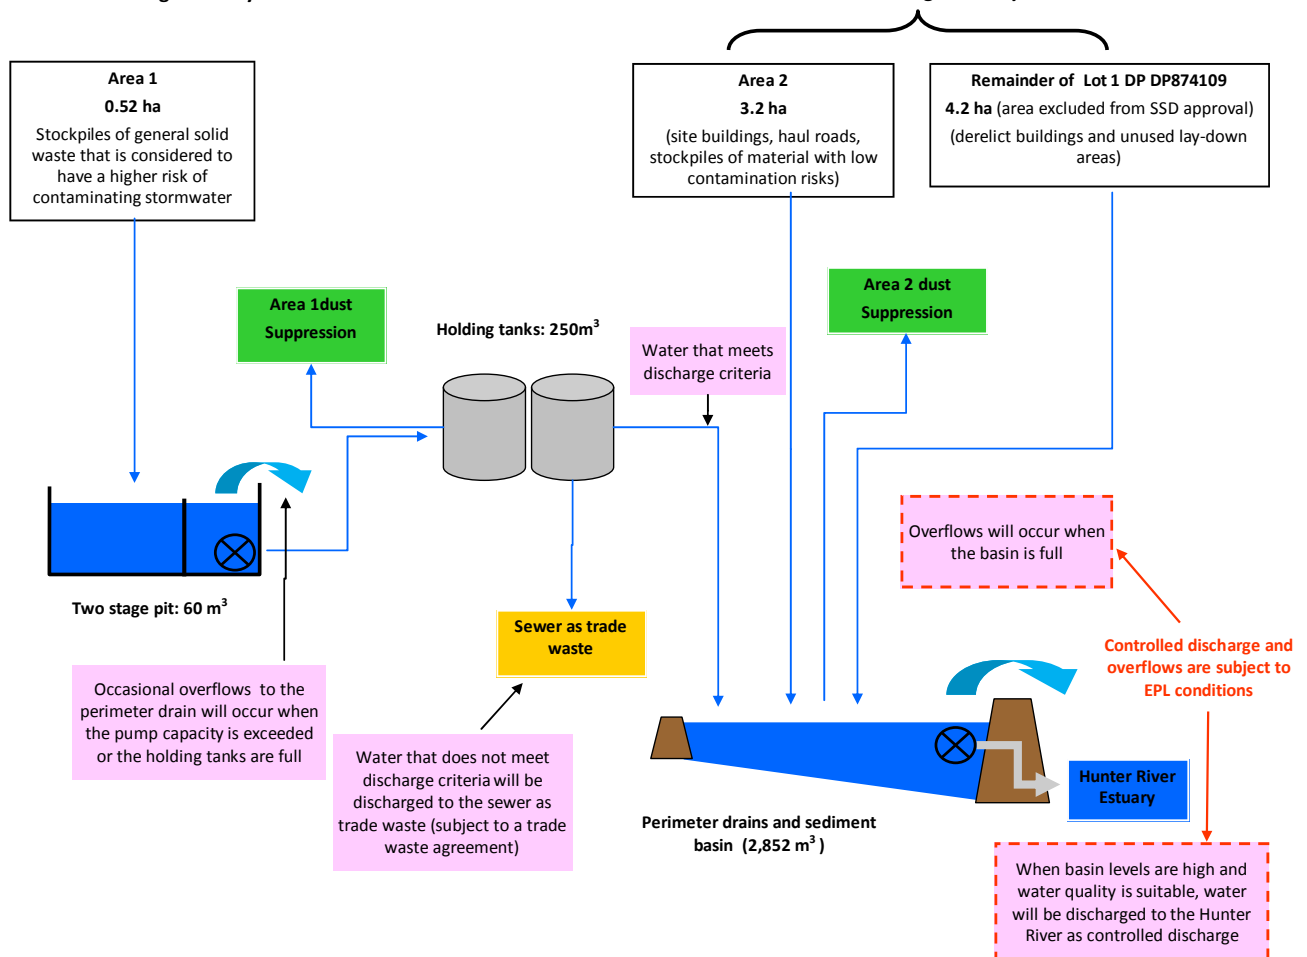 Area 1
0.52 ha
Stockpiles of general solid
waste that is considered to
have a higher risk of
contaminating stormwater
Area 2
3.2 ha
(site buildings, haul roads,
stockpiles of material with low
contamination risks)
Remainder of Lot 1 DP DP874109
4.2 ha (area excluded from SSD approval)
(derelict buildings and unused lay-down
areas)
Area 1dust
Suppression
Holding tanks: 250m³
Water that meets
discharge criteria
Area 2 dust
Suppression
Overflows will occur when
the basin is full
Two stage pit: 60 m³
Sewer as trade
waste
Controlled discharge and
overflows are subject to
EPL conditions
Occasional overflows to the
perimeter drain will occur when
the pump capacity is exceeded
or the holding tanks are full
Water that does not meet
discharge criteria will be
discharged to the sewer as
trade waste (subject to a trade
waste agreement)
Hunter River
Estuary
Perimeter drains and sediment
basin (2,852 m³)
When basin levels are high and
water quality is suitable, water
will be discharged to the Hunter
River as controlled discharge